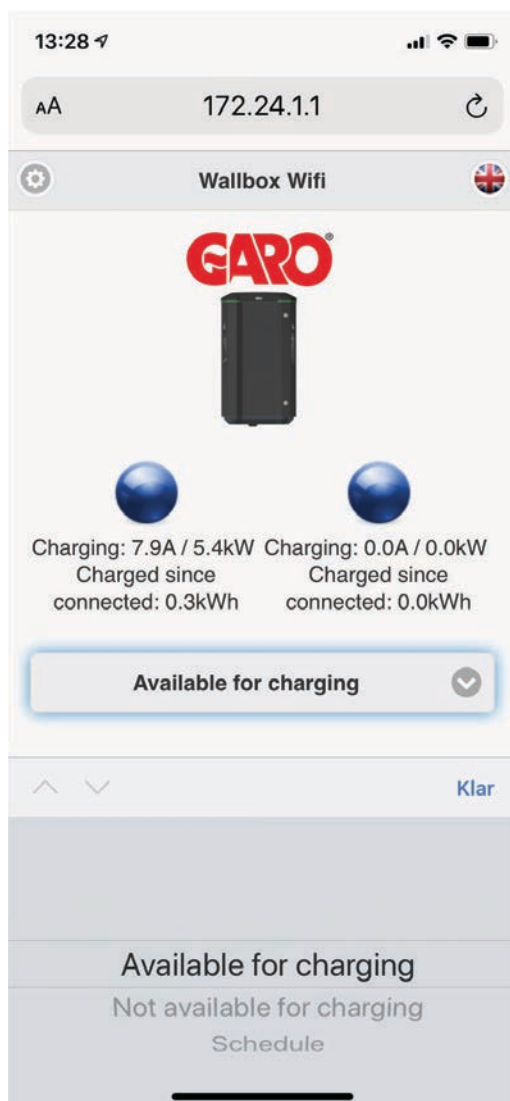 13:28
AA 172.24.1.1
Wallbox Wifi
GARO®
Charging: 7.9A / 5.4kW Charging: 0.0A / 0.0kW
Charged since Charged since
connected: 0.3kWh connected: 0.0kWh
Available for charging
Klar
Available for charging
Not available for charging
Schedule